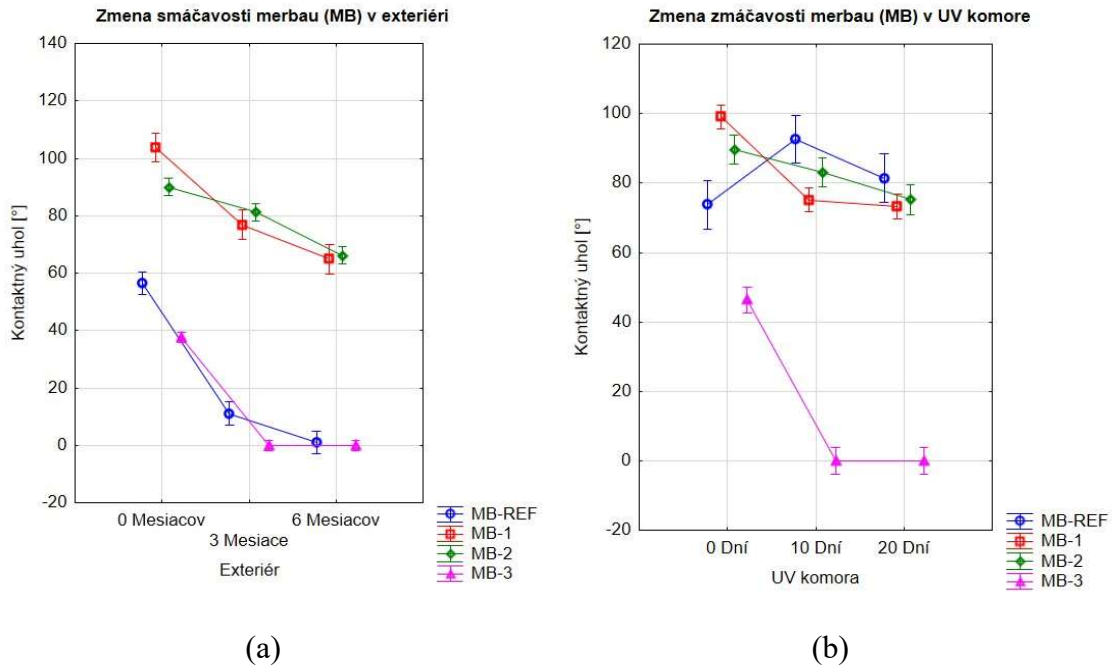 Zmena smáčavosti merbau (MB) v exteriéri
Kontaktný uhol [°]
140
120
100
80
60
40
20
0
-20
0 Mesiacov
3 Mesiace
6 Mesiacov
Exteriér
MB-REF
MB-1
MB-2
MB-3
(a)
Zmena zmáčavosti merbau (MB) v UV komore
Kontaktný uhol [°]
120
100
80
60
40
20
0
-20
0 Dní
10 Dní
20 Dní
UV komora
MB-REF
MB-1
MB-2
MB-3
(b)